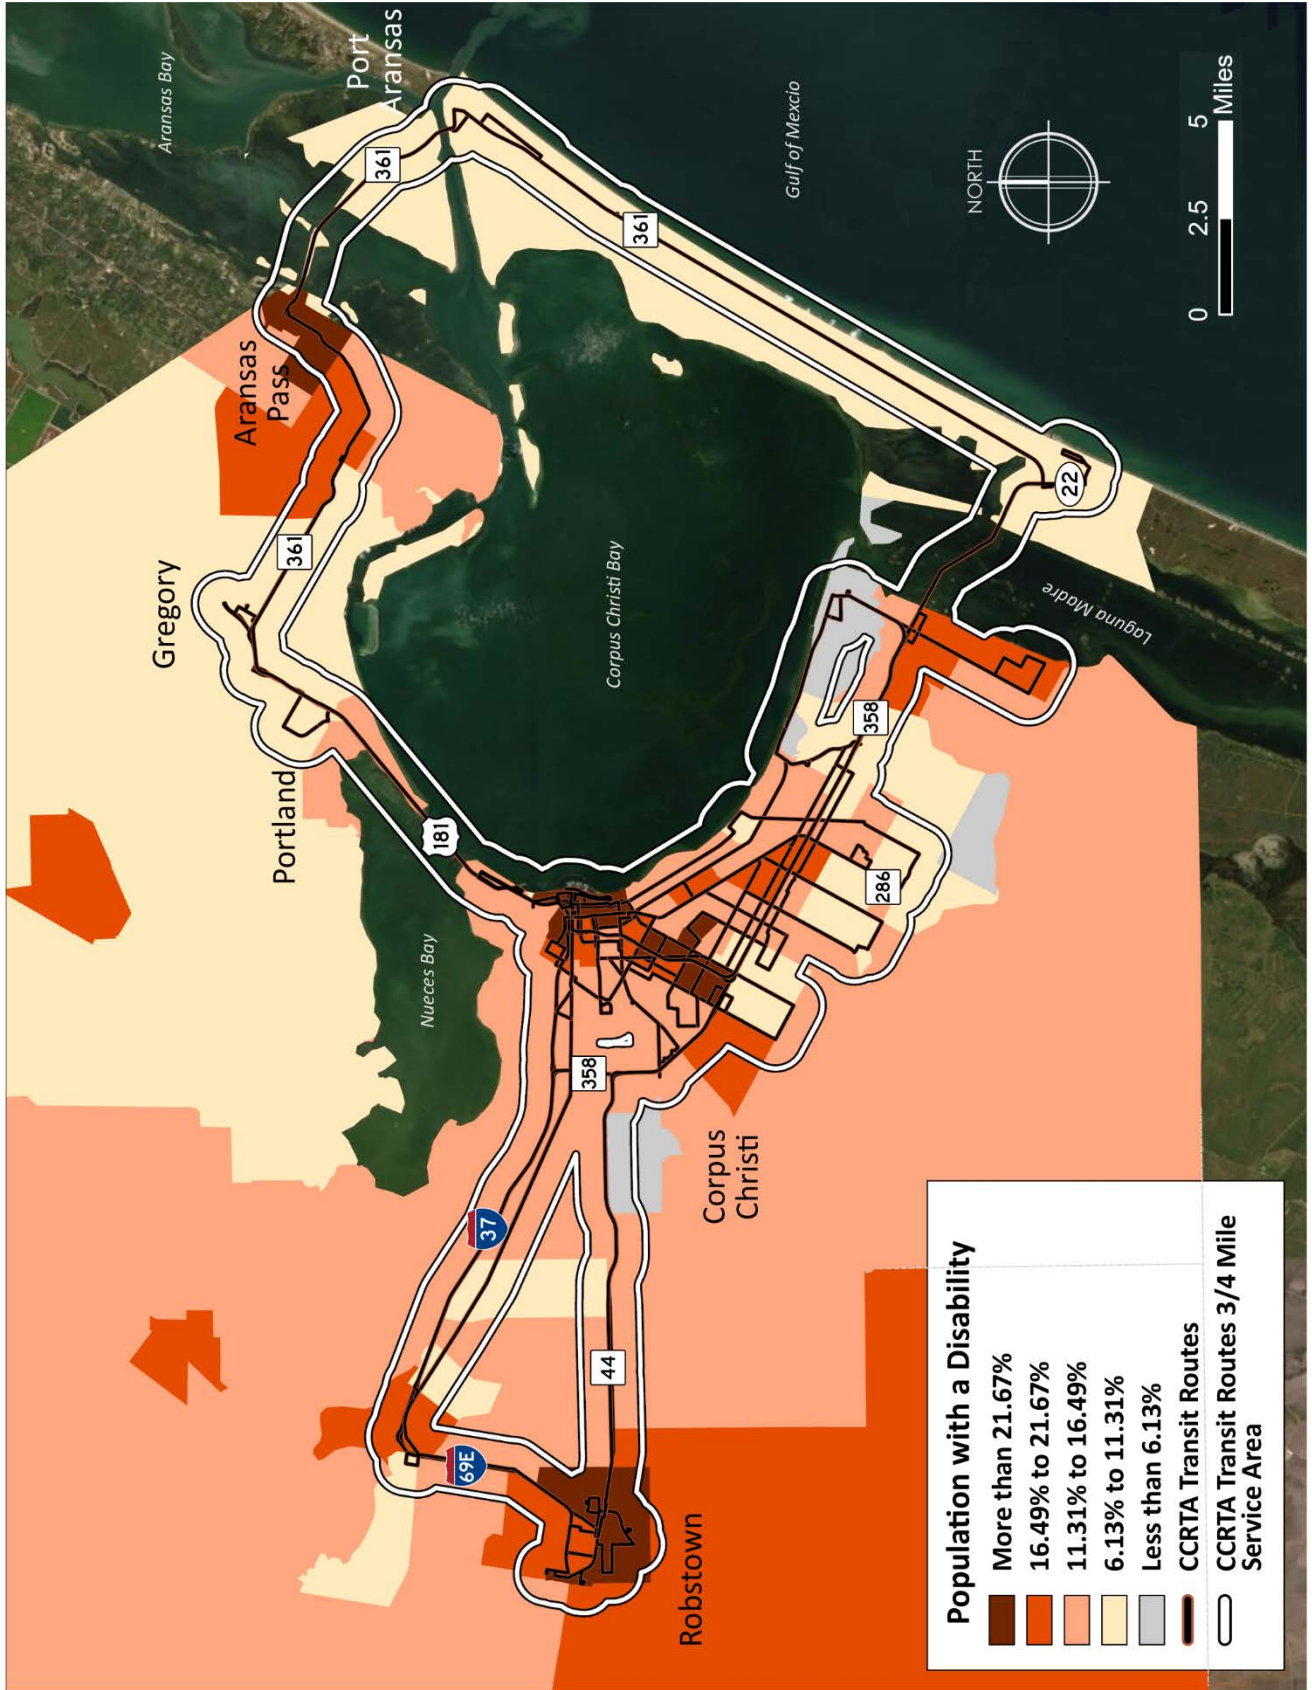 Port
Aransas
Aransas Bay
361
Gulf of Mexcio
NORTH
361
0 2.5 5
Miles
Aransas
Pass
361
Gregory
Corpus Christi Bay
22
Laguna Madre
Portland
181
358
286
Nueces Bay
358
37
Corpus
Christi
44
69E
Robstown
Population with a Disability
More than 21.67%
16.49% to 21.67%
11.31% to 16.49%
6.13% to 11.31%
Less than 6.13%
CCRTA Transit Routes
CCRTA Transit Routes 3/4 Mile
Service Area